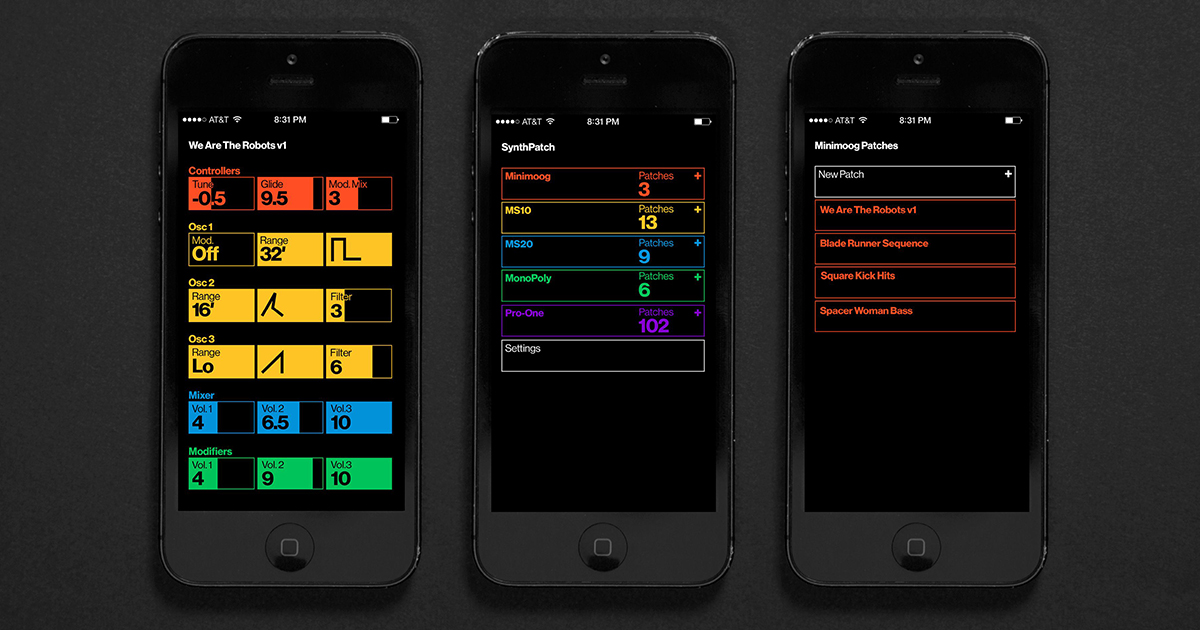 AT&T 8:31 PM
We Are The Robots v1
Controllers
Tune Glide Mod. Mix
-0.5 9.5 3
Osc 1
Mod. Range
Off 32'
Osc 2
Range Filter
16' 3
Osc 3
Range Filter
Lo 6
Mixer
Vol. 1 Vol. 2 Vol.3
4 6.5 10
Modifiers
Vol. 1 Vol. 2 Vol.3
4 9 10
AT&T 8:31 PM
SynthPatch
Minimoog Patches +
3
MS10 Patches +
13
MS20 Patches +
9
MonoPoly Patches +
6
Pro-One Patches +
102
Settings
AT&T 8:31 PM
Minimoog Patches
New Patch +
We Are The Robots v1
Blade Runner Sequence
Square Kick Hits
Spacer Woman Bass